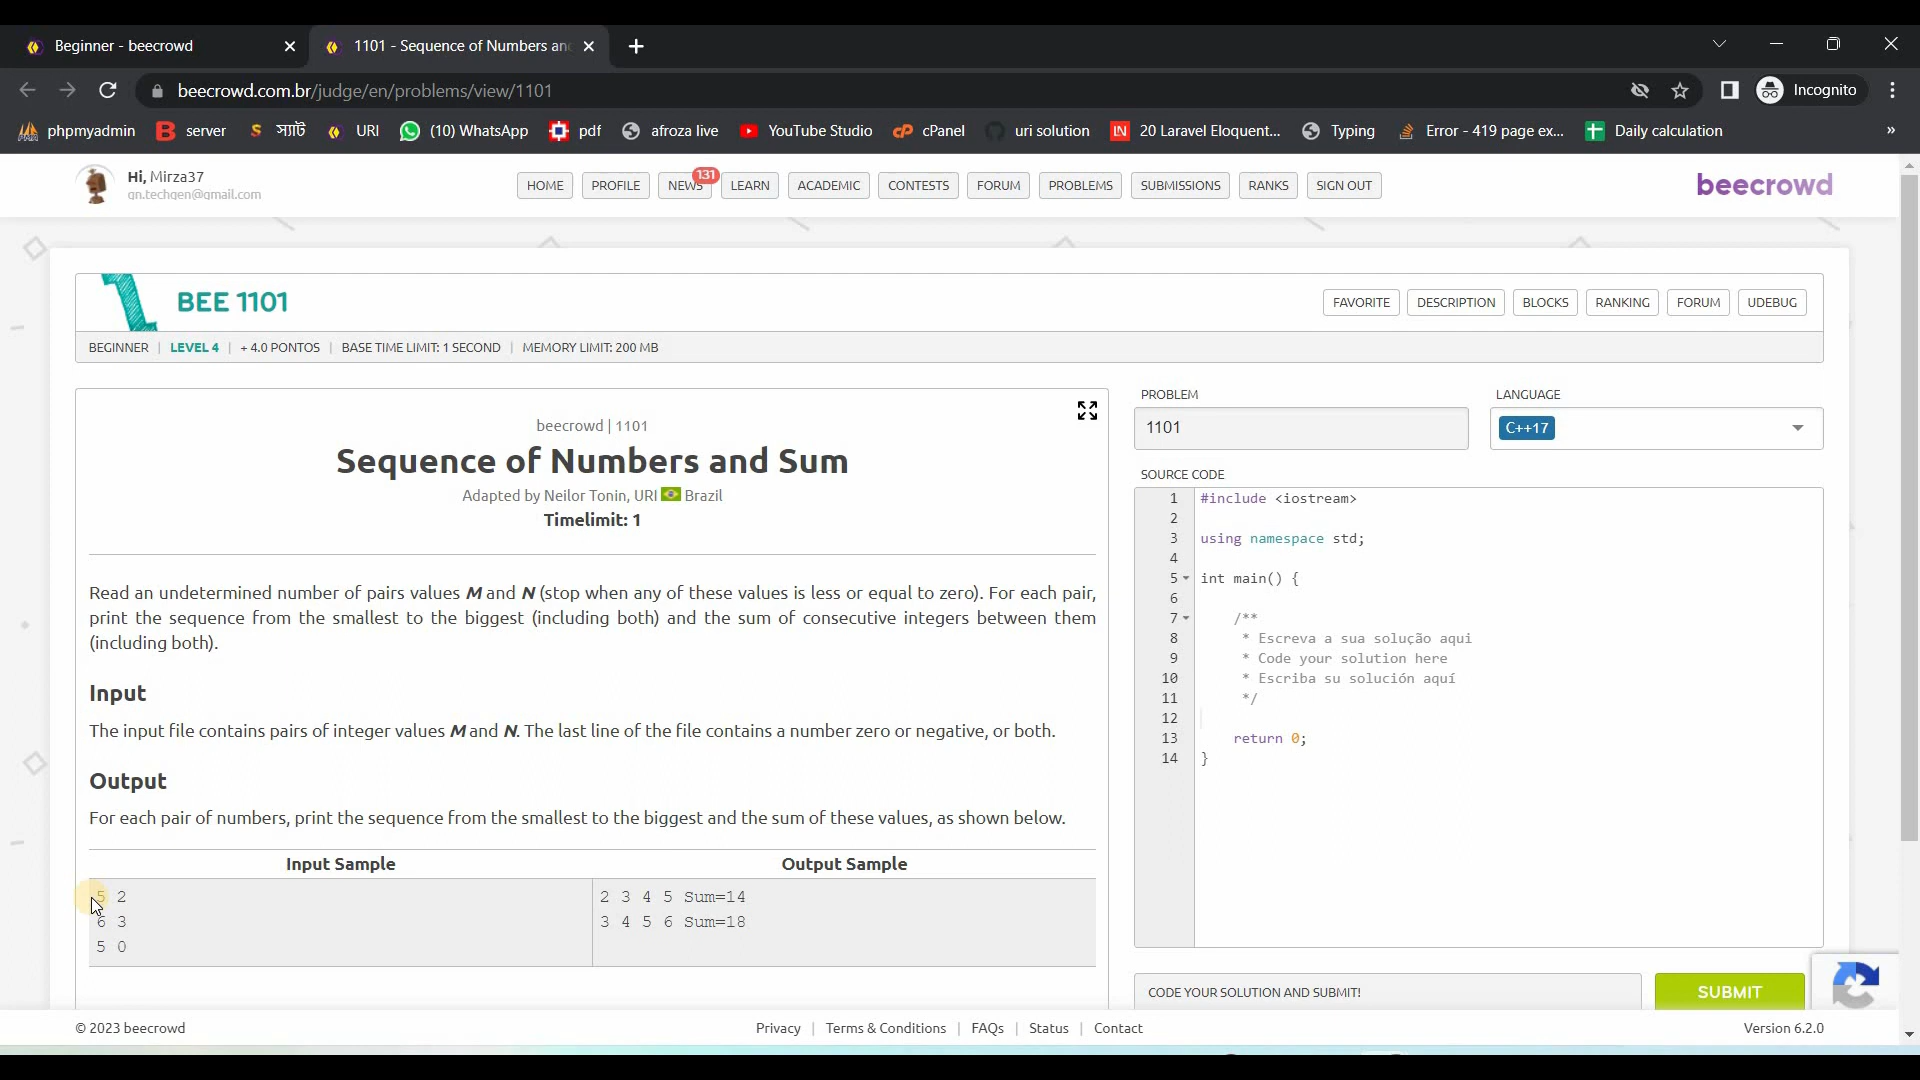 Beginner - beecrowd
1101 - Sequence of Numbers an
beecrowd.com.br/judge/en/problems/view/1101
Incognito
phpmyadmin
server
স্যাট
URI
(10) WhatsApp
pdf
afroza live
YouTube Studio
cPanel
uri solution
20 Laravel Eloquent...
Typing
Error - 419 page ex...
Daily calculation
»
Hi, Mirza37
gn.techgen@gmail.com
HOME
PROFILE
NEWS
131
LEARN
ACADEMIC
CONTESTS
FORUM
PROBLEMS
SUBMISSIONS
RANKS
SIGN OUT
beecrowd
BEE 1101
FAVORITE
DESCRIPTION
BLOCKS
RANKING
FORUM
UDEBUG
BEGINNER | LEVEL 4 | + 4.0 PONTOS | BASE TIME LIMIT: 1 SECOND | MEMORY LIMIT: 200 MB
beecrowd | 1101
Sequence of Numbers and Sum
Adapted by Neilor Tonin, URI Brazil
Timelimit: 1
Read an undetermined number of pairs values M and N (stop when any of these values is less or equal to zero). For each pair,
print the sequence from the smallest to the biggest (including both) and the sum of consecutive integers between them
(including both).
Input
The input file contains pairs of integer values M and N. The last line of the file contains a number zero or negative, or both.
Output
For each pair of numbers, print the sequence from the smallest to the biggest and the sum of these values, as shown below.
Input Sample
Output Sample
5 2
6 3
5 0
2 3 4 5 Sum=14
3 4 5 6 Sum=18
PROBLEM
1101
LANGUAGE
C++17
SOURCE CODE
1 #include <iostream>
2
3 using namespace std;
4
5 int main() {
6
7 /**
8 * Escreva a sua solução aqui
9 * Code your solution here
10 * Escriba su solución aquí
11 */
12
13 return 0;
14 }
CODE YOUR SOLUTION AND SUBMIT!
SUBMIT
© 2023 beecrowd
Privacy | Terms & Conditions | FAQs | Status | Contact
Version 6.2.0